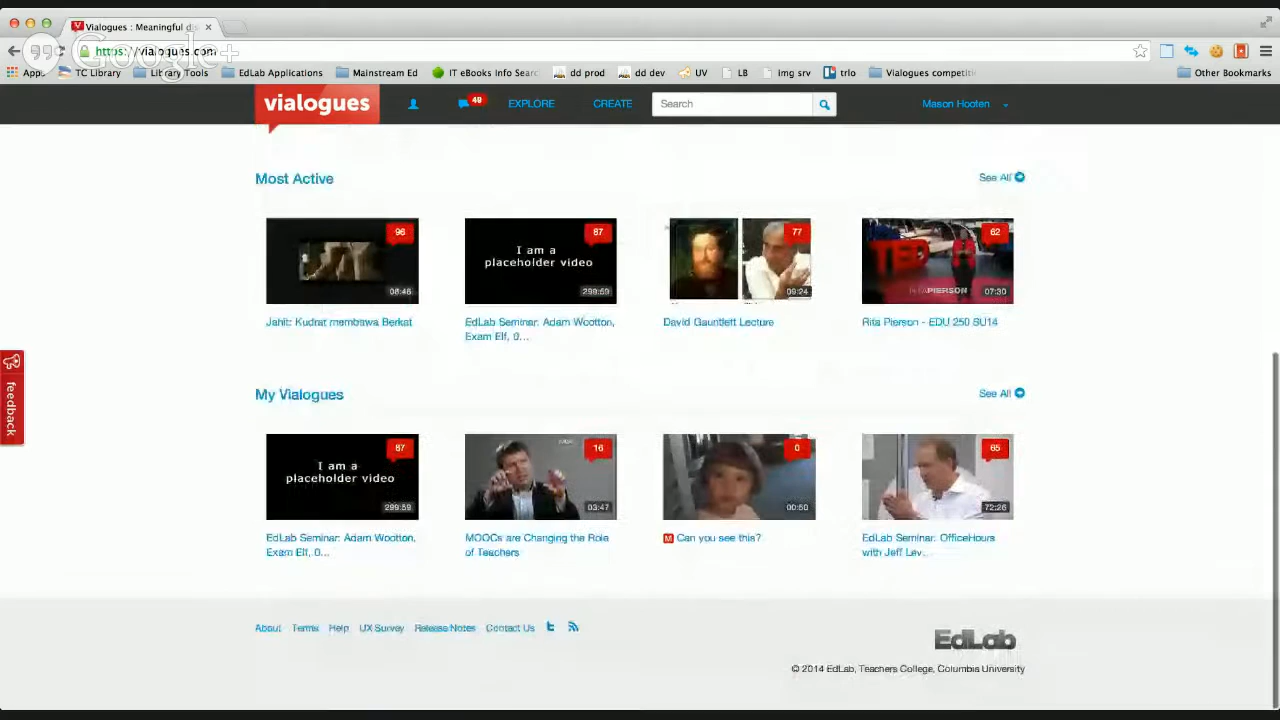 Vialogues : Meaningful dis
Google+
https://vialogues.com
Apps
TC Library
Library Tools
EdLab Applications
Mainstream Ed
IT eBooks Info Sear
dd prod
dd dev
UV
LB
img srv
trlo
Vialogues competiti
Other Bookmarks
vialogues
49
EXPLORE
CREATE
Search
Mason Hooten
Most Active
See All
96
08:46
87
I am a
placeholder video
299:59
77
09:24
62
TED
RITA PIERSON
07:30
Jahit: Kudrat membawa Berkat
EdLab Seminar: Adam Wootton,
Exam Elf, 0...
David Gauntlett Lecture
Rita Pierson - EDU 250 SU14
feedback
My Vialogues
See All
87
I am a
placeholder video
299:59
16
03:47
0
00:50
65
72:26
EdLab Seminar: Adam Wootton,
Exam Elf, 0...
MOOCs are Changing the Role
of Teachers
M Can you see this?
EdLab Seminar: OfficeHours
with Jeff Lev...
About
Terms
Help
UX Survey
Release Notes
Contact Us
EdLab
© 2014 EdLab, Teachers College, Columbia University